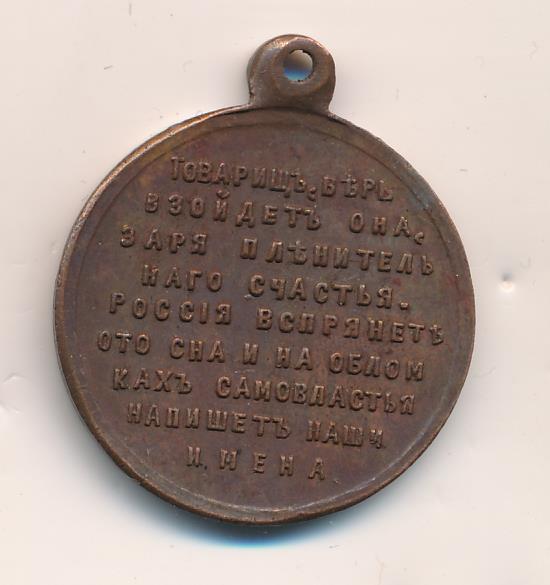 ТОВАРИЩЪ, ВѢРЬ
ВЗОЙДЕТЪ ОНА,
ЗАРЯ ПЛѢНИТЕЛЬ
НАГО СЧАСТЬЯ.
РОССІЯ ВСПРЯНЕТЪ
ОТО СНА И НА ОБЛОМ
КАХЪ САМОВЛАСТЬЯ
НАПИШЕТЪ НАШИ
ИМЕНА